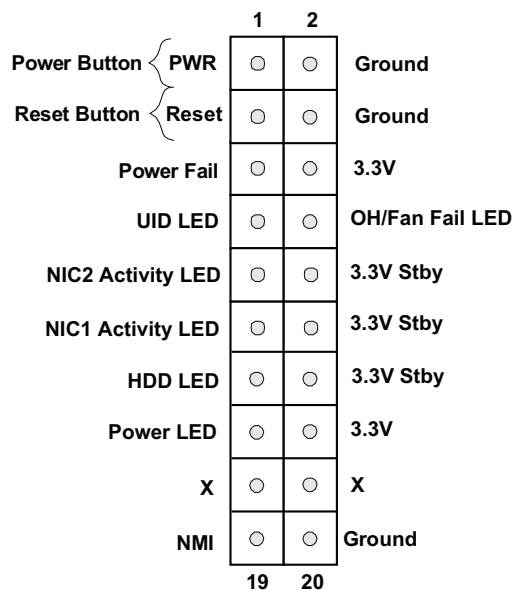 1 2
Power Button PWR Ground
Reset Button Reset Ground
Power Fail 3.3V
UID LED OH/Fan Fail LED
NIC2 Activity LED 3.3V Stby
NIC1 Activity LED 3.3V Stby
HDD LED 3.3V Stby
Power LED 3.3V
X X
NMI Ground
19 20